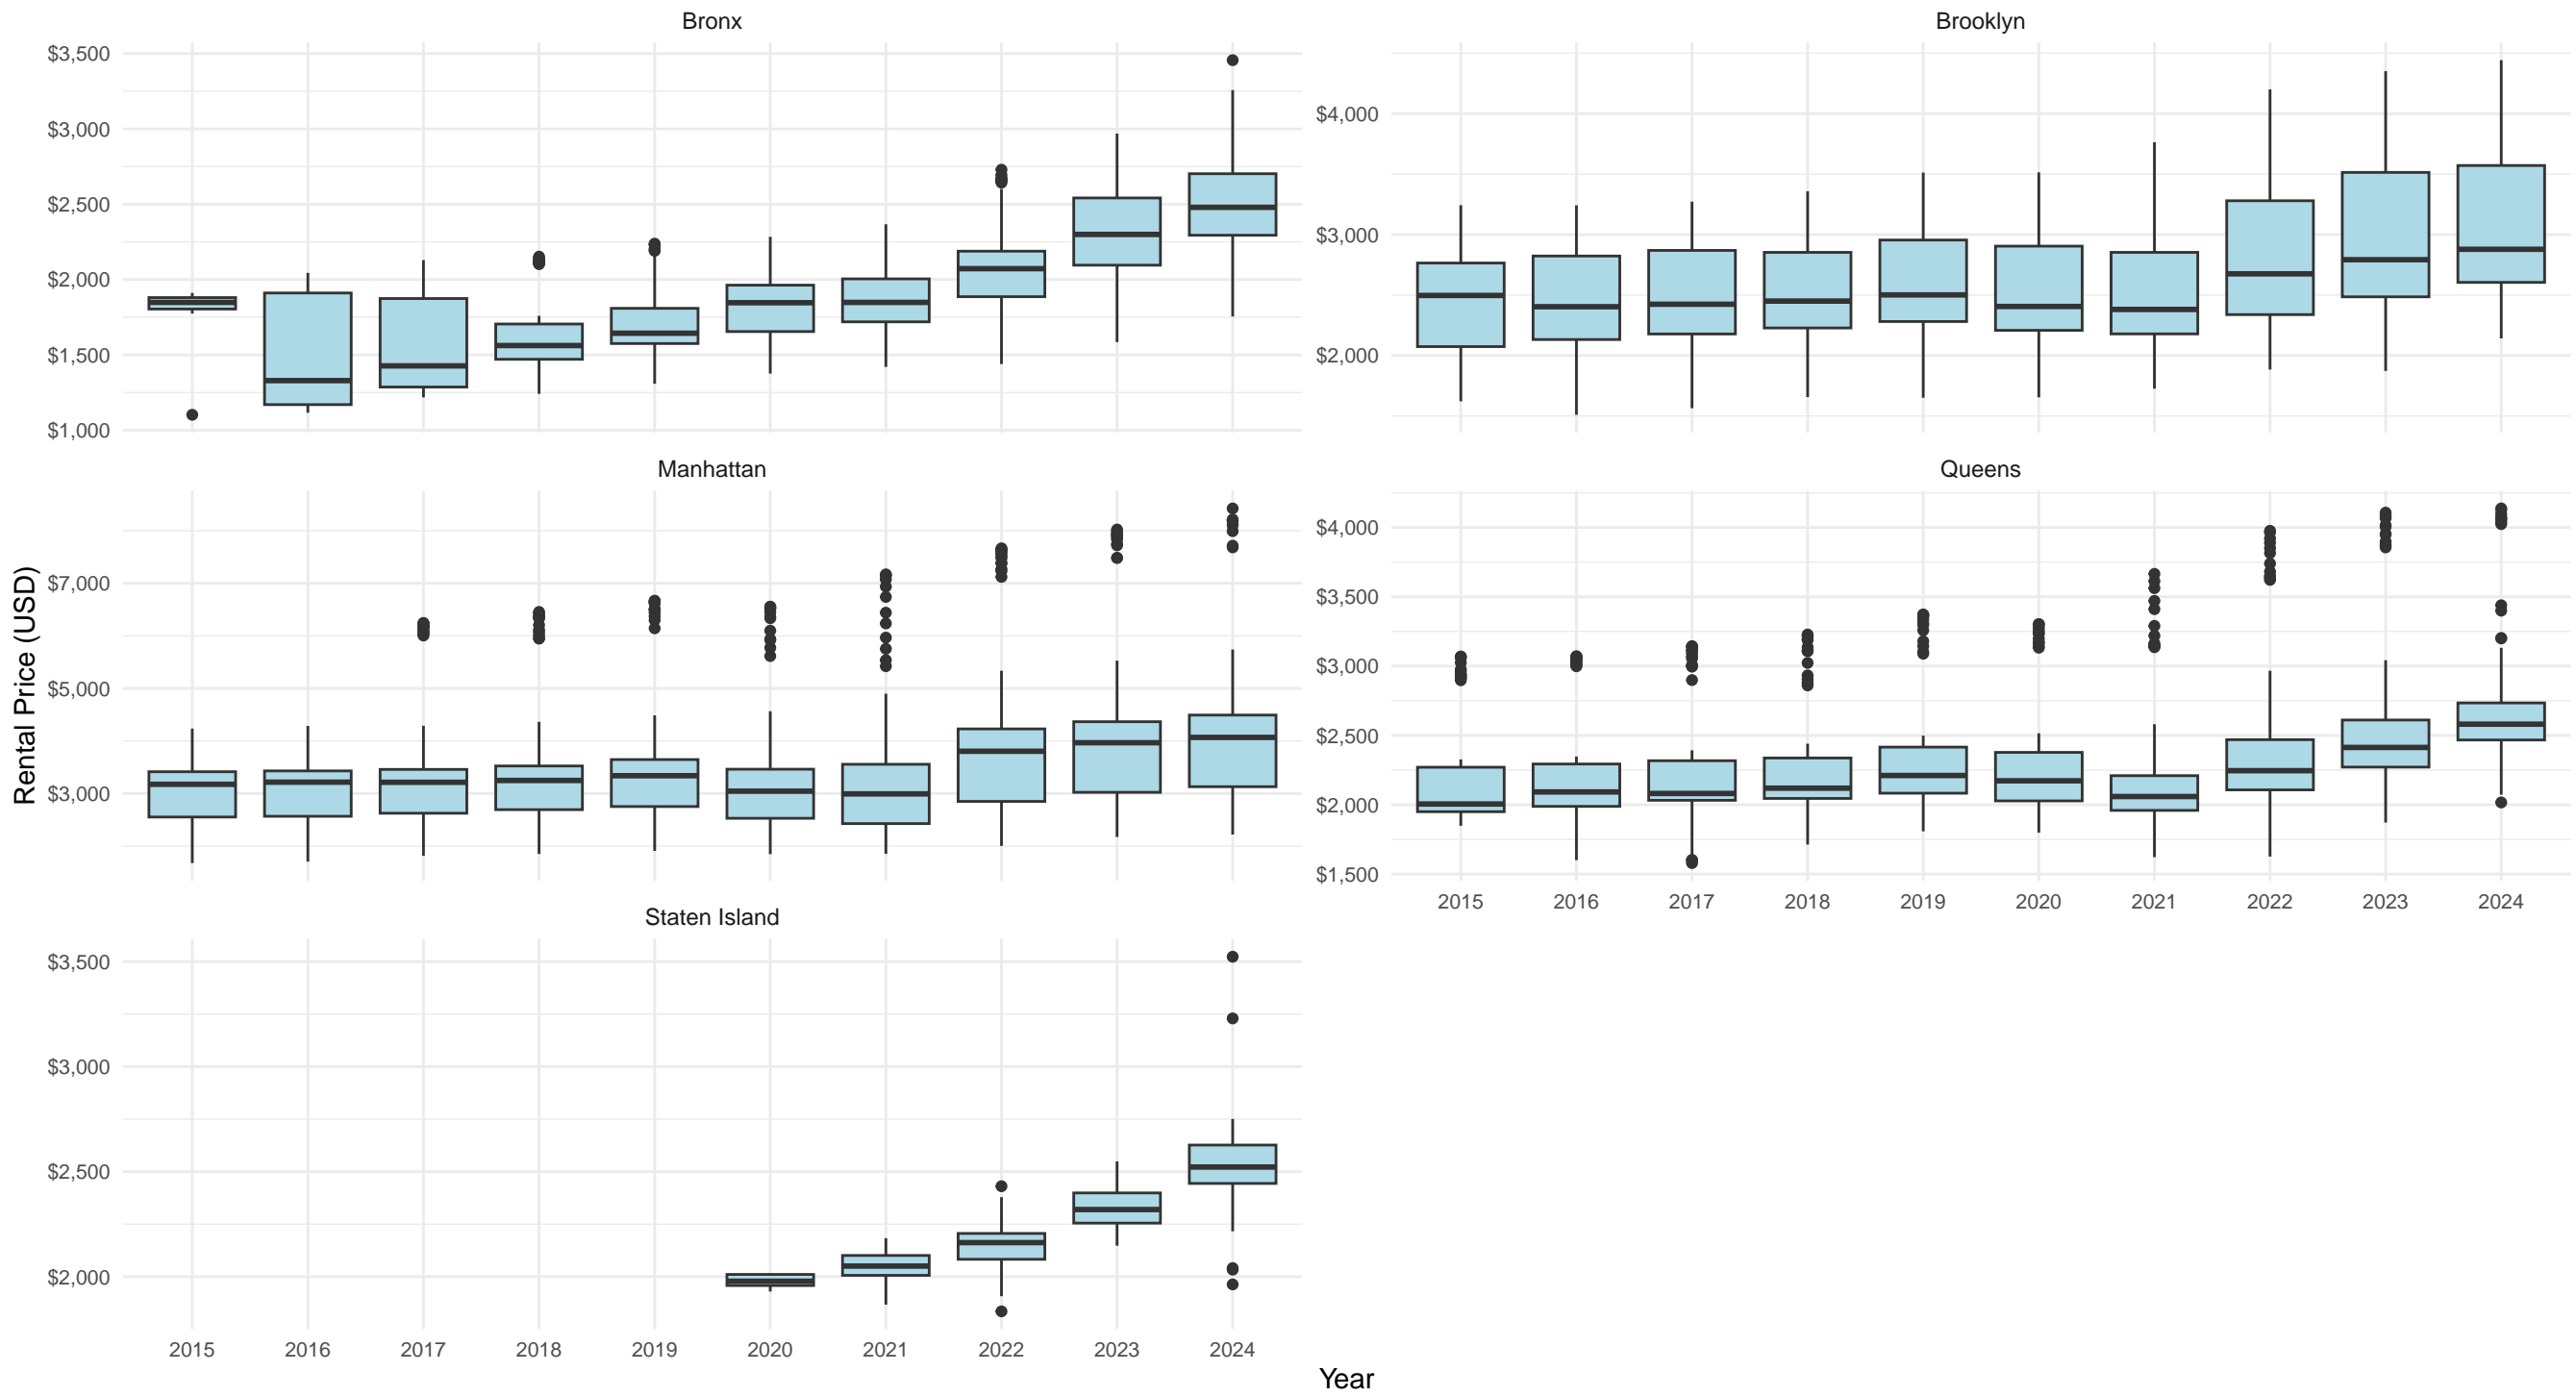 Bronx
Brooklyn
$3,500
$3,000
$2,500
$2,000
$1,500
$1,000
$4,000
$3,000
$2,000
Manhattan
Queens
Rental Price (USD)
$7,000
$5,000
$3,000
$4,000
$3,500
$3,000
$2,500
$2,000
$1,500
2015 2016 2017 2018 2019 2020 2021 2022 2023 2024
Staten Island
$3,500
$3,000
$2,500
$2,000
2015 2016 2017 2018 2019 2020 2021 2022 2023 2024
Year